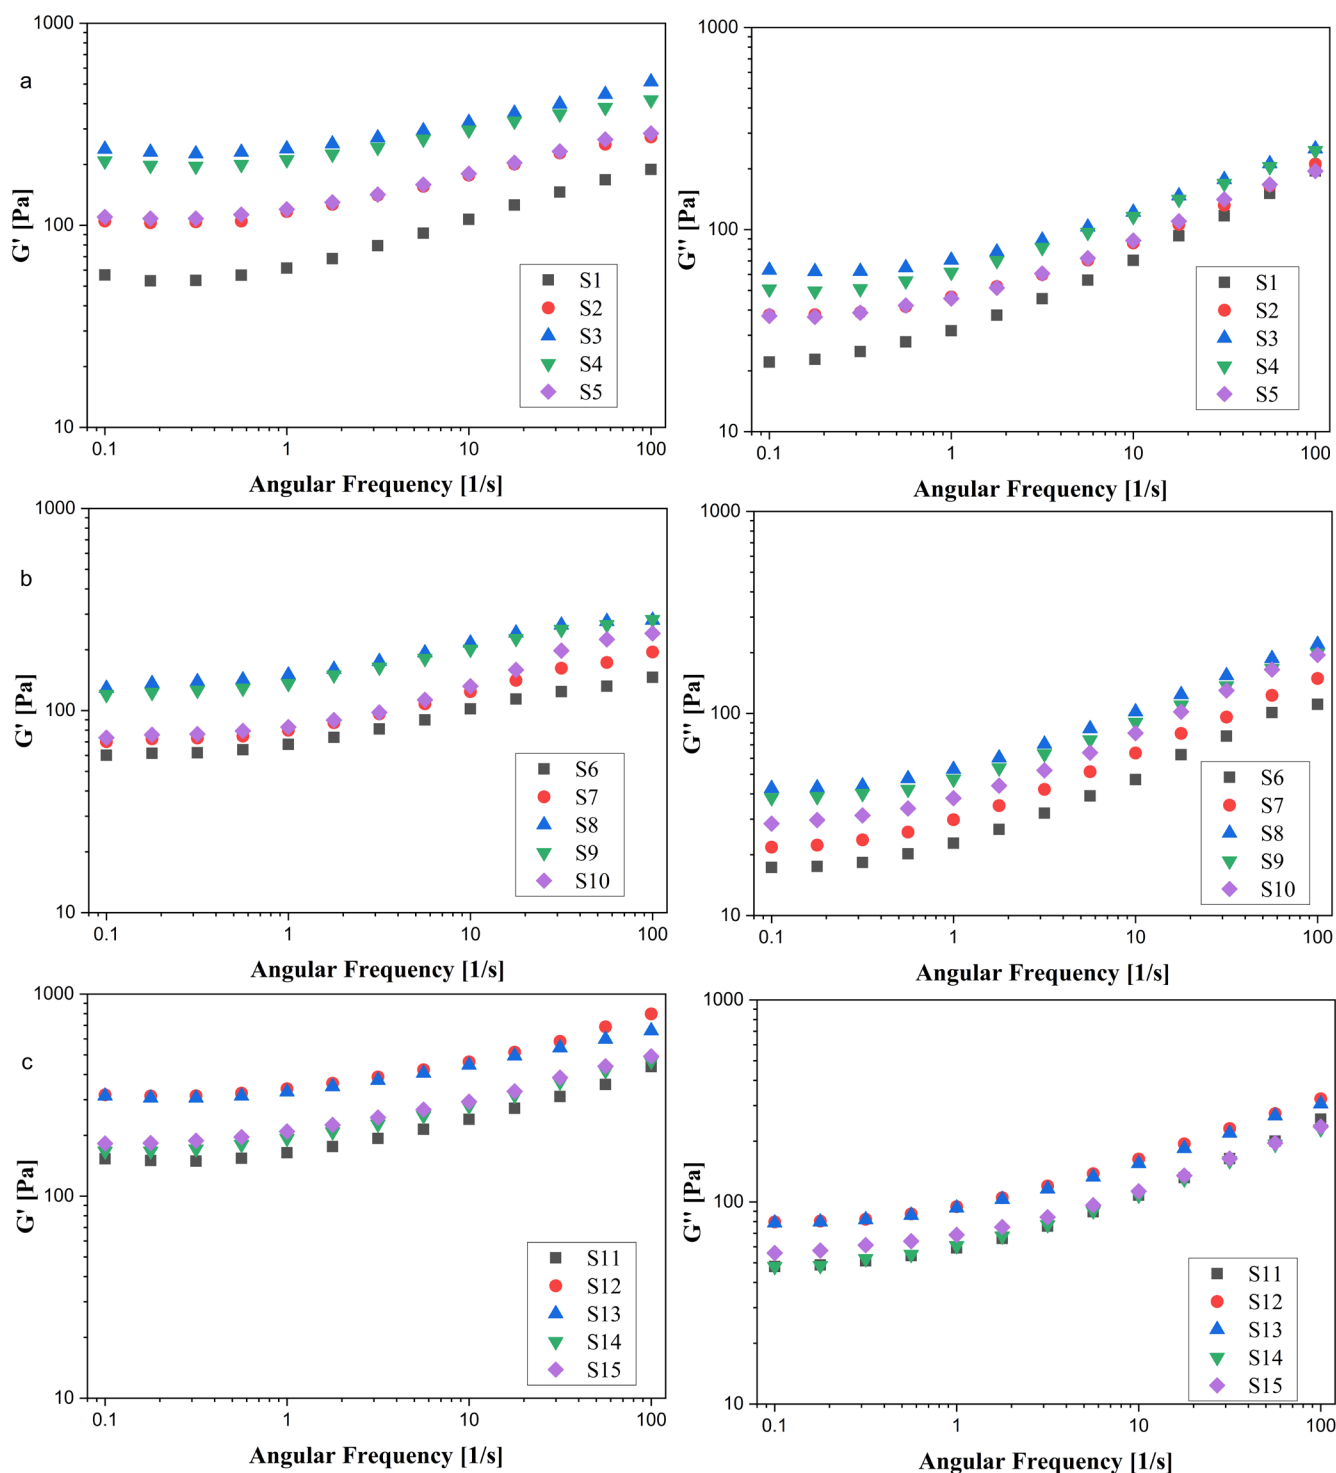 a
1000
100
10
G' [Pa]
0.1 1 10 100
Angular Frequency [1/s]
S1
S2
S3
S4
S5
1000
100
10
G'' [Pa]
0.1 1 10 100
Angular Frequency [1/s]
S1
S2
S3
S4
S5
b
1000
100
10
G' [Pa]
0.1 1 10 100
Angular Frequency [1/s]
S6
S7
S8
S9
S10
1000
100
10
G'' [Pa]
0.1 1 10 100
Angular Frequency [1/s]
S6
S7
S8
S9
S10
c
1000
100
10
G' [Pa]
0.1 1 10 100
Angular Frequency [1/s]
S11
S12
S13
S14
S15
1000
100
10
G'' [Pa]
0.1 1 10 100
Angular Frequency [1/s]
S11
S12
S13
S14
S15